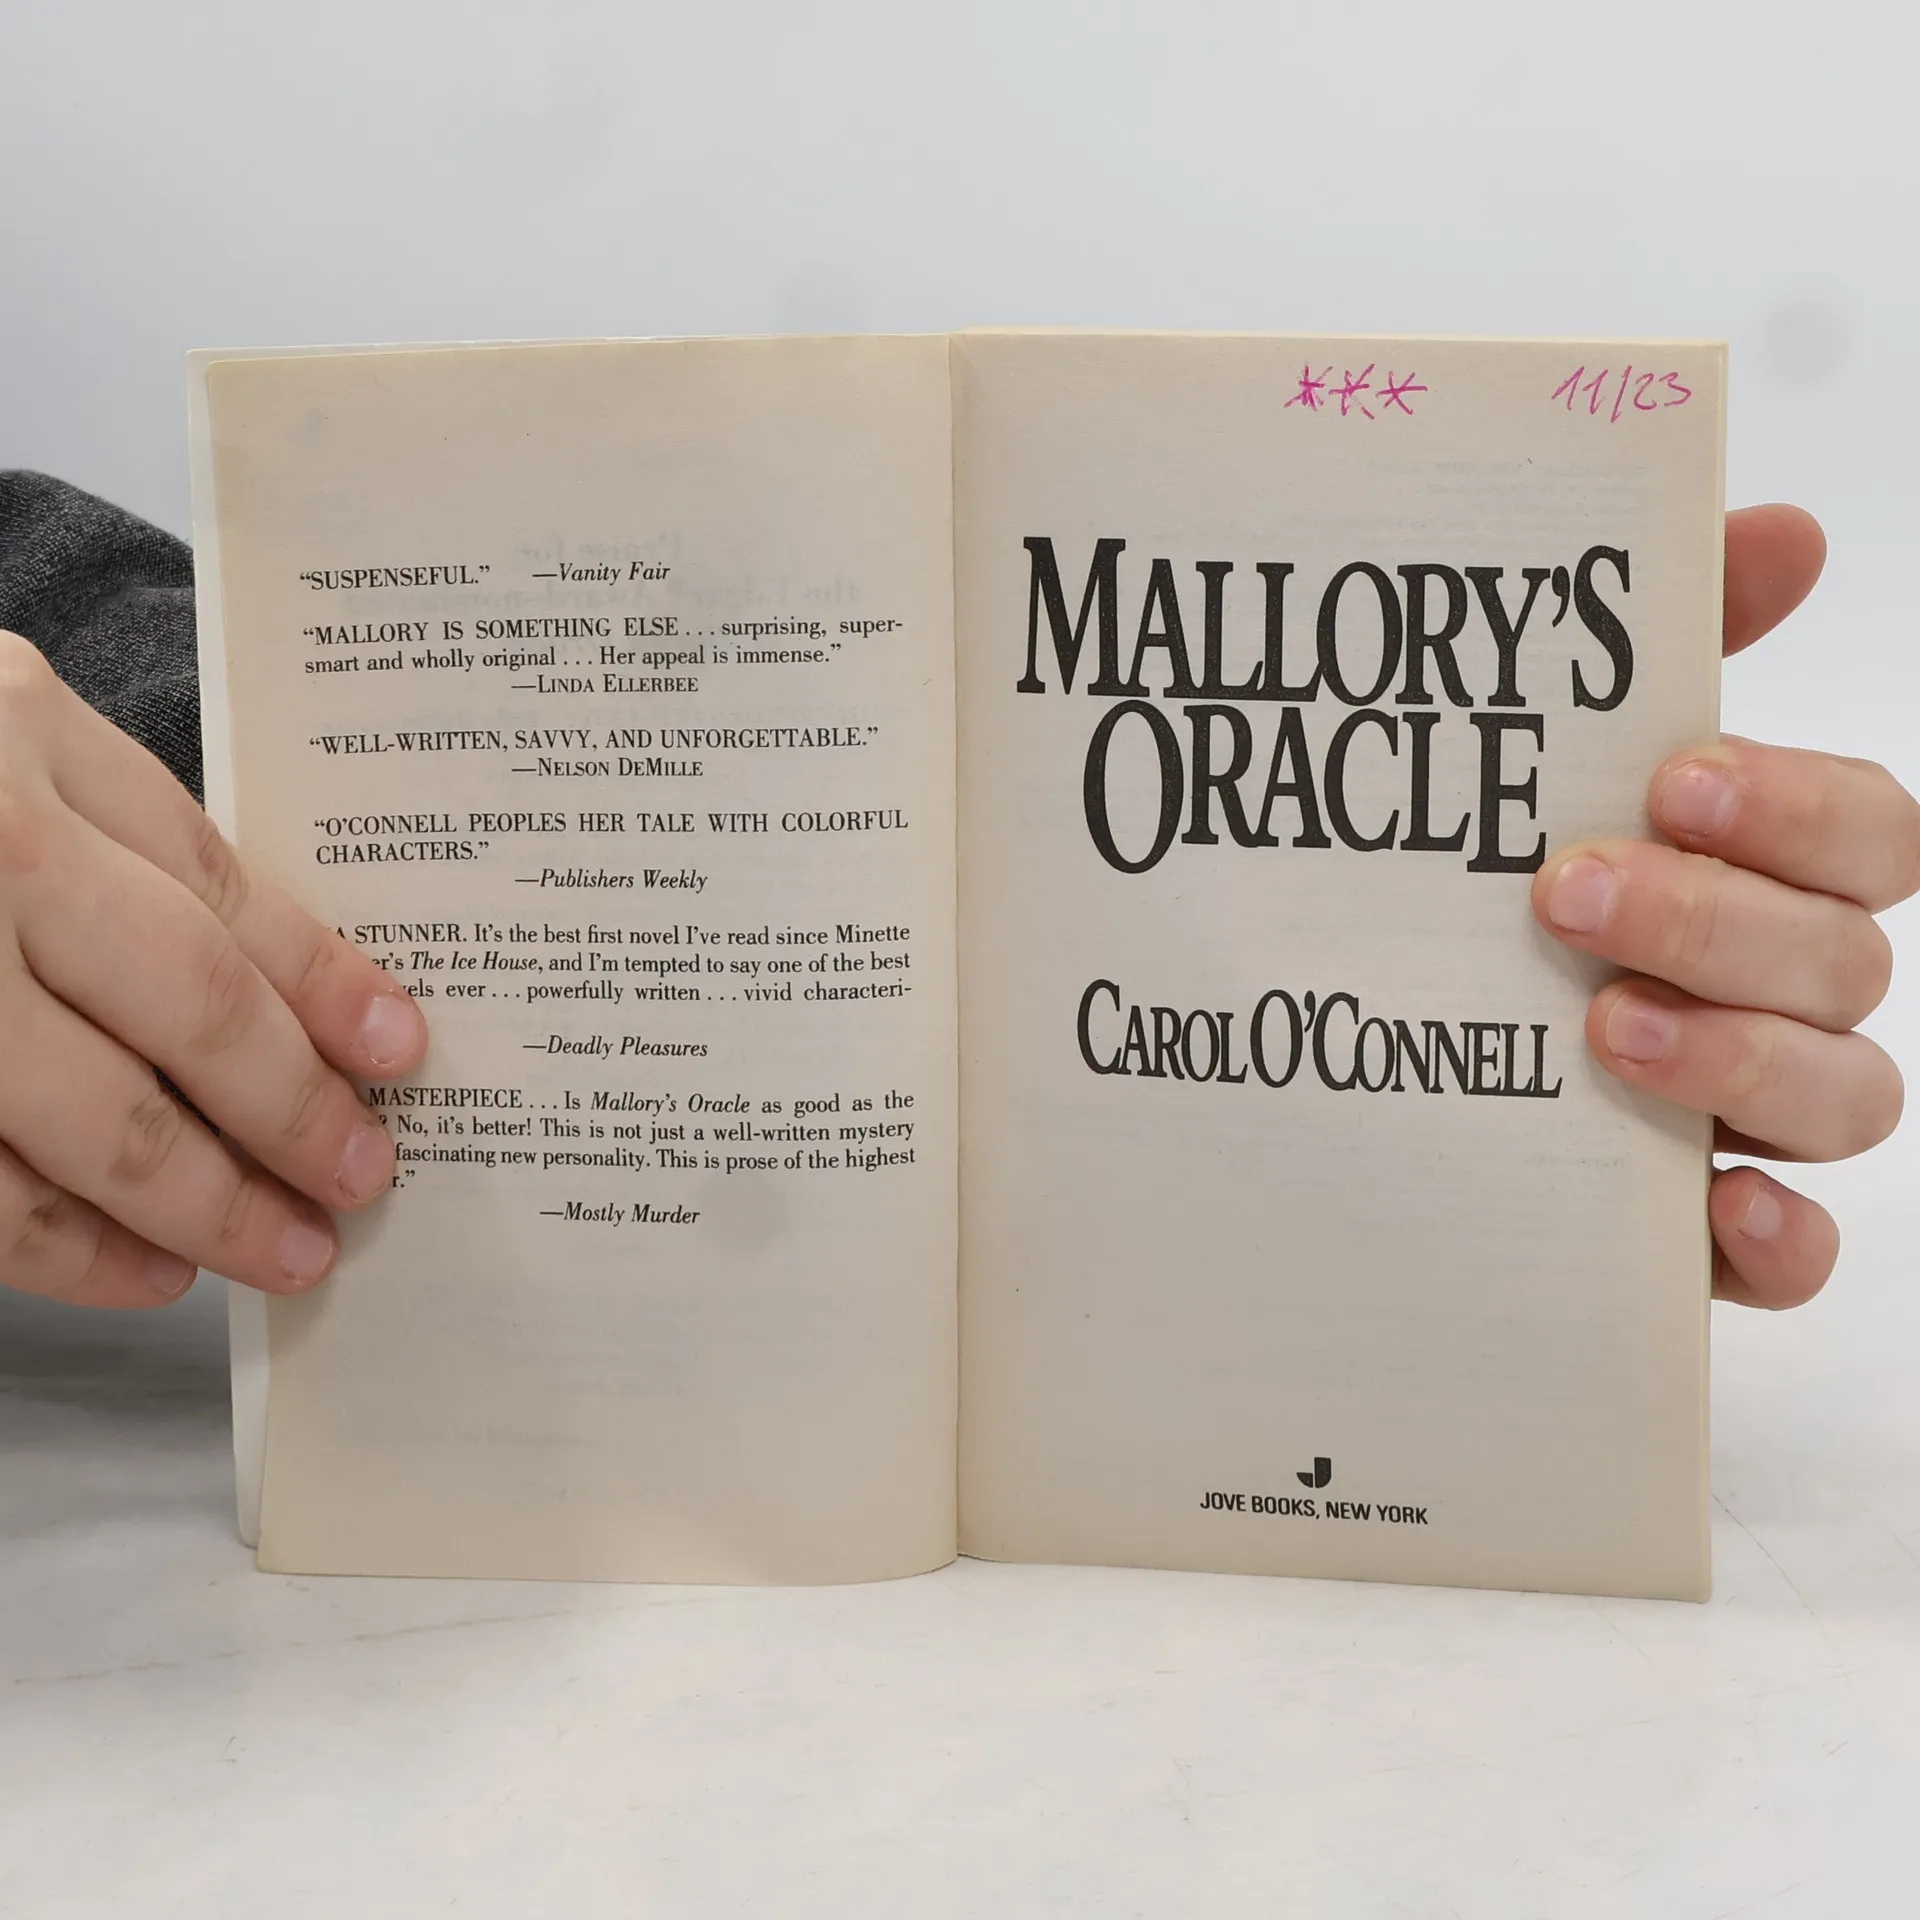 “SUSPENSEFUL.” —Vanity Fair
“MALLORY IS SOMETHING ELSE . . . surprising, super-
smart and wholly original . . . Her appeal is immense.”
—LINDA ELLERBEE
“WELL-WRITTEN, SAVVY, AND UNFORGETTABLE.”
—NELSON DEMILLE
“O’CONNELL PEOPLES HER TALE WITH COLORFUL
CHARACTERS.”
—Publishers Weekly
STUNNER. It’s the best first novel I’ve read since Minette
The Ice House, and I’m tempted to say one of the best
ever . . . powerfully written . . . vivid characteri-
—Deadly Pleasures
MASTERPIECE . . . Is Mallory’s Oracle as good as the
No, it’s better! This is not just a well-written mystery
fascinating new personality. This is prose of the highest
—Mostly Murder
*** 11/23
MALLORY’S
ORACLE
CAROL O’CONNELL
JOVE BOOKS, NEW YORK